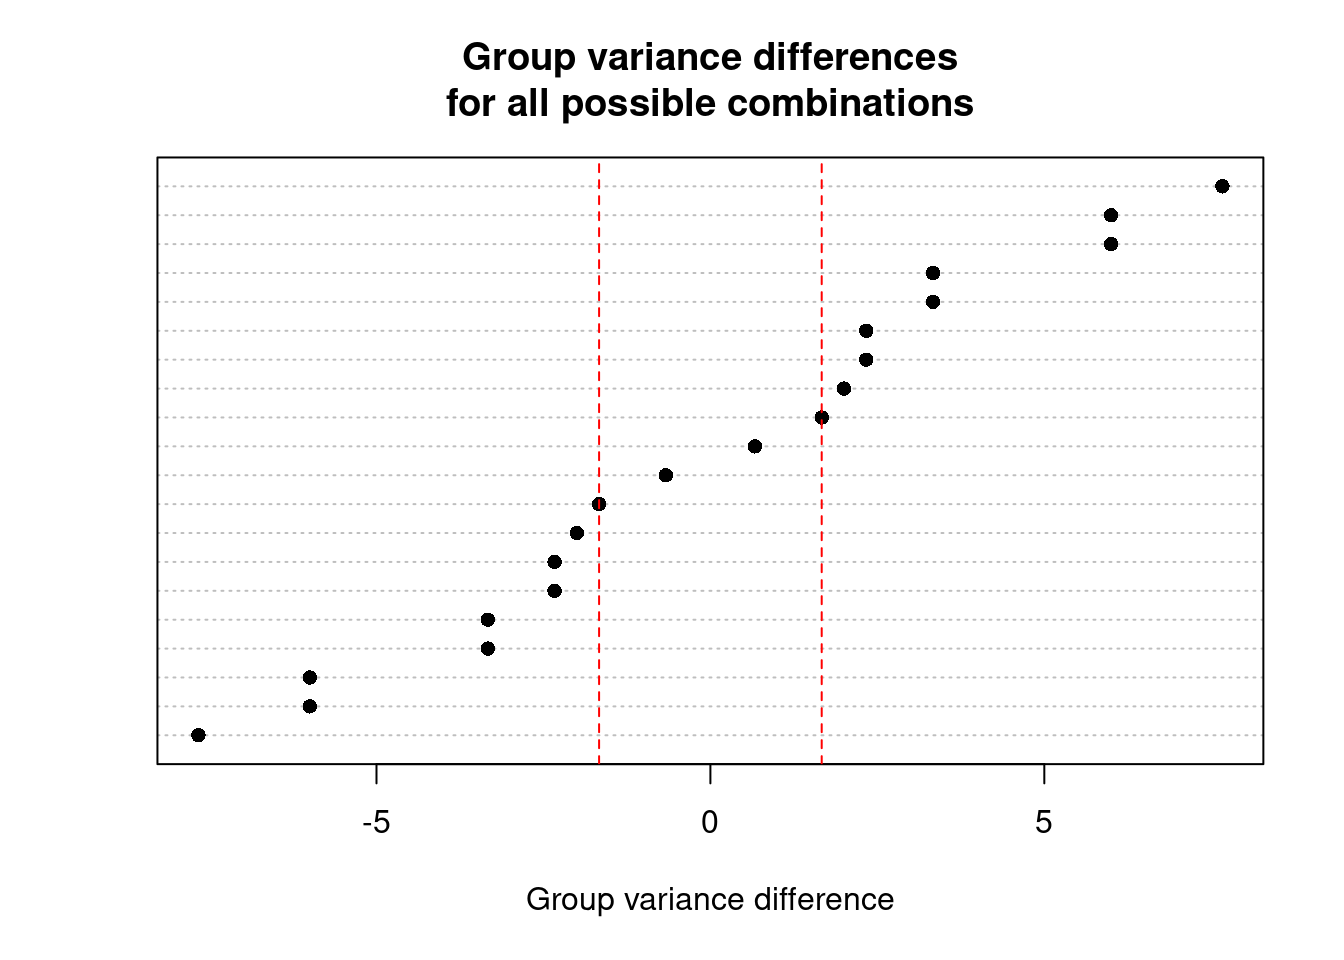 Group variance differences
for all possible combinations
-5 0 5
Group variance difference